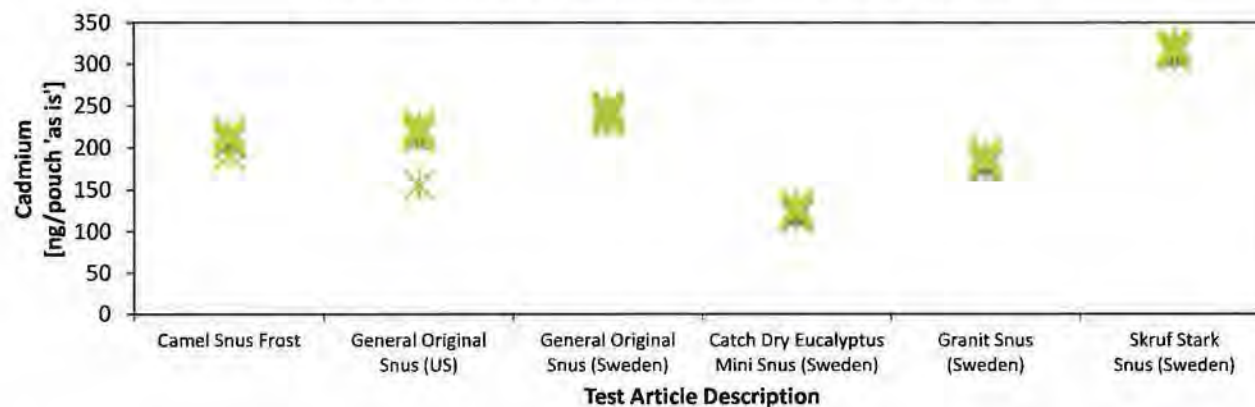 350
300
250
200
150
100
50
0
Cadmium
[ng/pouch 'as is']
Camel Snus Frost
General Original
Snus (US)
General Original
Snus (Sweden)
Catch Dry Eucalyptus
Mini Snus (Sweden)
Granit Snus
(Sweden)
Skruf Stark
Snus (Sweden)
Test Article Description